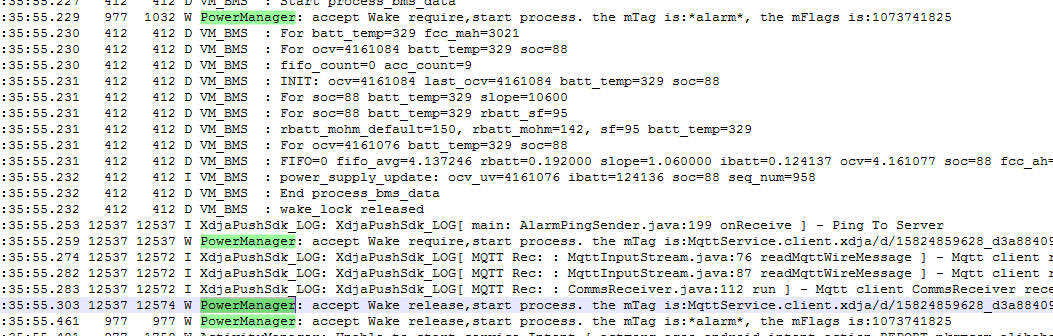 :35:55.227 412 412 D VM_BMS : Start process_bms_data
:35:55.229 977 1032 W PowerManager: accept Wake require,start process. the mTag is:*alarm*, the mFlags is:1073741825
:35:55.230 412 412 D VM_BMS : For batt_temp=329 fcc_mah=3021
:35:55.230 412 412 D VM_BMS : For ocv=4161084 batt_temp=329 soc=88
:35:55.230 412 412 D VM_BMS : fifo_count=0 acc_count=9
:35:55.231 412 412 D VM_BMS : INIT: ocv=4161084 last_ocv=4161084 batt_temp=329 soc=88
:35:55.231 412 412 D VM_BMS : For soc=88 batt_temp=329 slope=10600
:35:55.231 412 412 D VM_BMS : For soc=88 batt_temp=329 rbatt_sf=95
:35:55.231 412 412 D VM_BMS : rbatt_mohm_default=150, rbatt_mohm=142, sf=95 batt_temp=329
:35:55.231 412 412 D VM_BMS : For ocv=4161076 batt_temp=329 soc=88
:35:55.231 412 412 D VM_BMS : FIFO=0 fifo_avg=4.137246 rbatt=0.192000 slope=1.060000 ibatt=0.124137 ocv=4.161077 soc=88 fcc_ah=
:35:55.232 412 412 I VM_BMS : power_supply_update: ocv_uv=4161076 ibatt=124136 soc=88 seq_num=958
:35:55.232 412 412 D VM_BMS : End process_bms_data
:35:55.232 412 412 D VM_BMS : wake_lock released
:35:55.253 12537 12537 I XdjaPushSdk_LOG: XdjaPushSdk_LOG[ main: AlarmPingSender.java:199 onReceive ] - Ping To Server
:35:55.259 12537 12537 W PowerManager: accept Wake require,start process. the mTag is:MqttService.client.xdja/d/15824859628_d3a88409
:35:55.274 12537 12572 I XdjaPushSdk_LOG: XdjaPushSdk_LOG[ MQTT Rec: : MqttInputStream.java:76 readMqttWireMessage ] - Mqtt client r
:35:55.282 12537 12572 I XdjaPushSdk_LOG: XdjaPushSdk_LOG[ MQTT Rec: : MqttInputStream.java:87 readMqttWireMessage ] - Mqtt client r
:35:55.283 12537 12572 I XdjaPushSdk_LOG: XdjaPushSdk_LOG[ MQTT Rec: : CommsReceiver.java:112 run ] - Mqtt client CommsReceiver rece
:35:55.303 12537 12574 W PowerManager: accept Wake release,start process. the mTag is:MqttService.client.xdja/d/15824859628_d3a88409
:35:55.461 977 977 W PowerManager: accept Wake release,start process. the mTag is:*alarm*, the mFlags is:1073741825